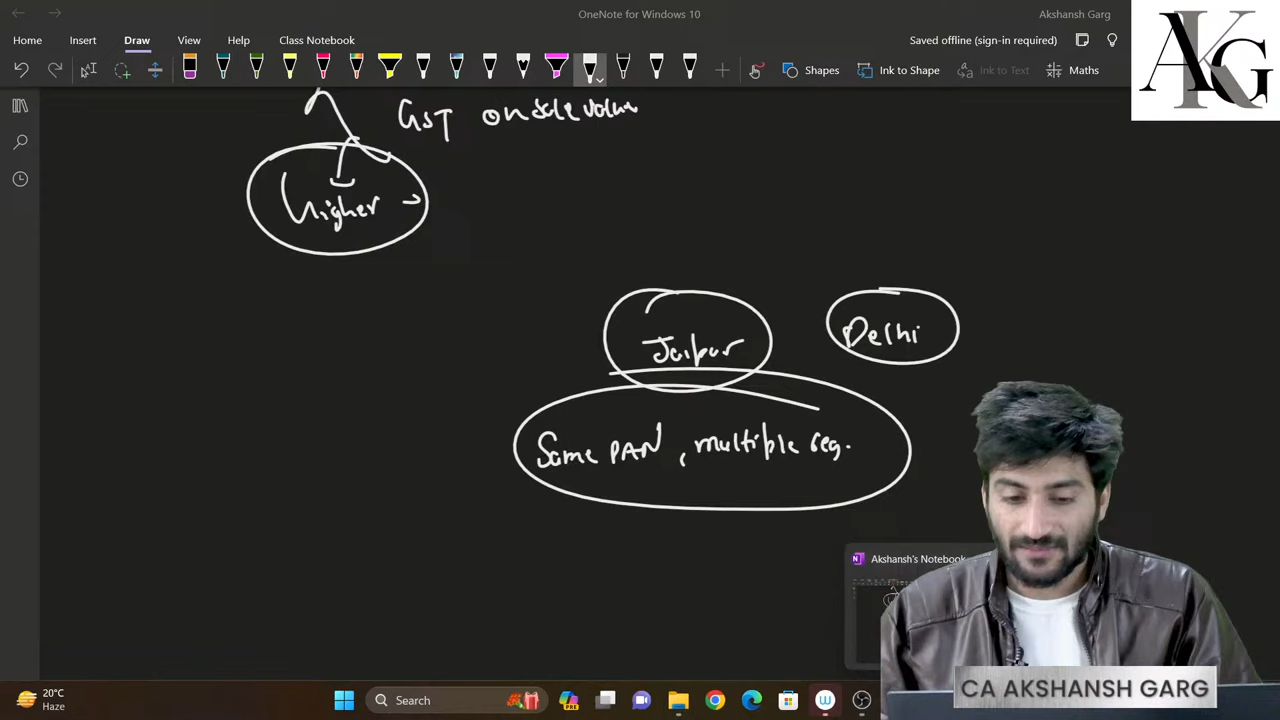 OneNote for Windows 10
Akshansh Garg
Home Insert Draw View Help Class Notebook
Saved offline (sign-in required)
Shapes Ink to Shape Ink to Text Maths
AKG
GST on sale value
higher
Jaipur
Delhi
Same PAN, multiple reg.
Akshansh's Notebook
CA AKSHANSH GARG
20°C
Haze
Search
PRE